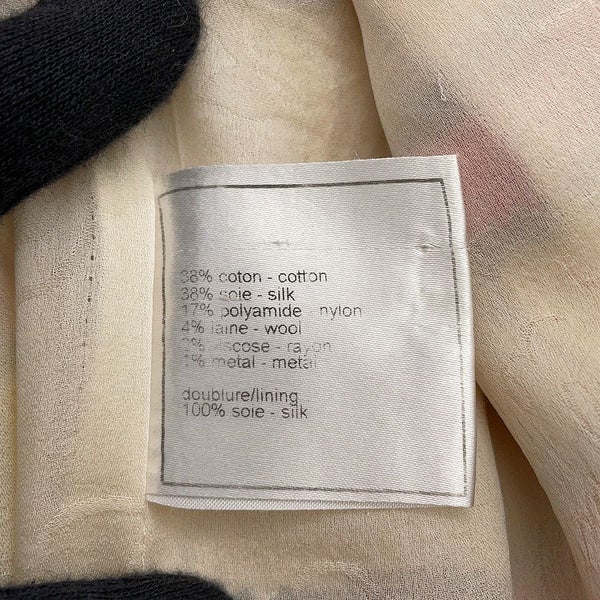 38% coton - cotton
38% soie - silk
17% polyamide - nylon
4% laine - wool
2% viscose - rayon
1% metal - metal
doublure/lining
100% soie - silk